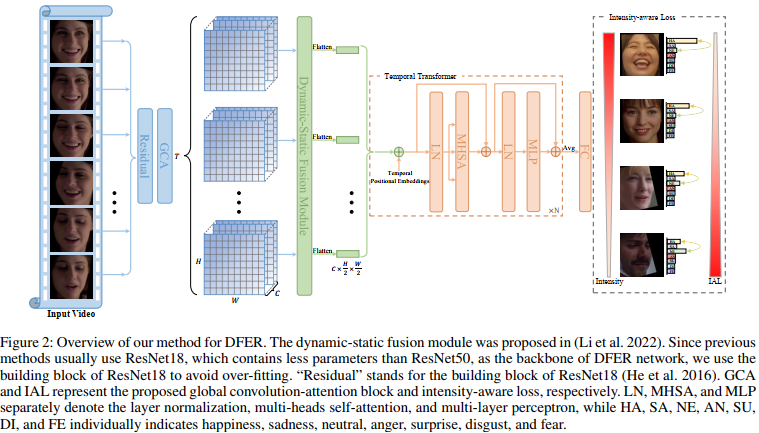 Intensity-aware Loss
Flatten
Temporal Transformer
Residual
GCA
T
Dynamic-Static Fusion Module
Flatten
LN
MHSA
LN
MLP
Avg
FC
Temporal
Positional Embeddings
×N
Flatten
H
W
C
C × H/2 × W/2
Intensity
IAL
Input Video
Figure 2: Overview of our method for DFER. The dynamic-static fusion module was proposed in (Li et al. 2022). Since previous
methods usually use ResNet18, which contains less parameters than ResNet50, as the backbone of DFER network, we use the
building block of ResNet18 to avoid over-fitting. “Residual” stands for the building block of ResNet18 (He et al. 2016). GCA
and IAL represent the proposed global convolution-attention block and intensity-aware loss, respectively. LN, MHSA, and MLP
separately denote the layer normalization, multi-heads self-attention, and multi-layer perceptron, while HA, SA, NE, AN, SU,
DI, and FE individually indicates happiness, sadness, neutral, anger, surprise, disgust, and fear.